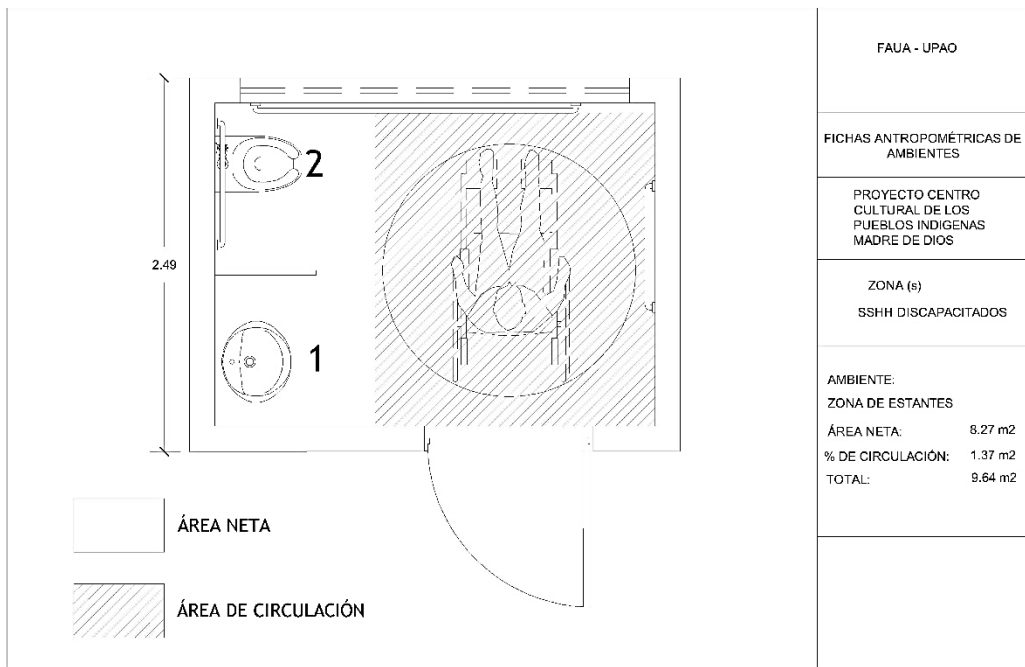 2.49
2
1
ÁREA NETA
ÁREA DE CIRCULACIÓN
FAUA - UPAO
FICHAS ANTROPOMÉTRICAS DE
AMBIENTES
PROYECTO CENTRO
CULTURAL DE LOS
PUEBLOS INDIGENAS
MADRE DE DIOS
ZONA (s)
SSHH DISCAPACITADOS
AMBIENTE:
ZONA DE ESTANTES
ÁREA NETA: 8.27 m2
% DE CIRCULACIÓN: 1.37 m2
TOTAL: 9.64 m2